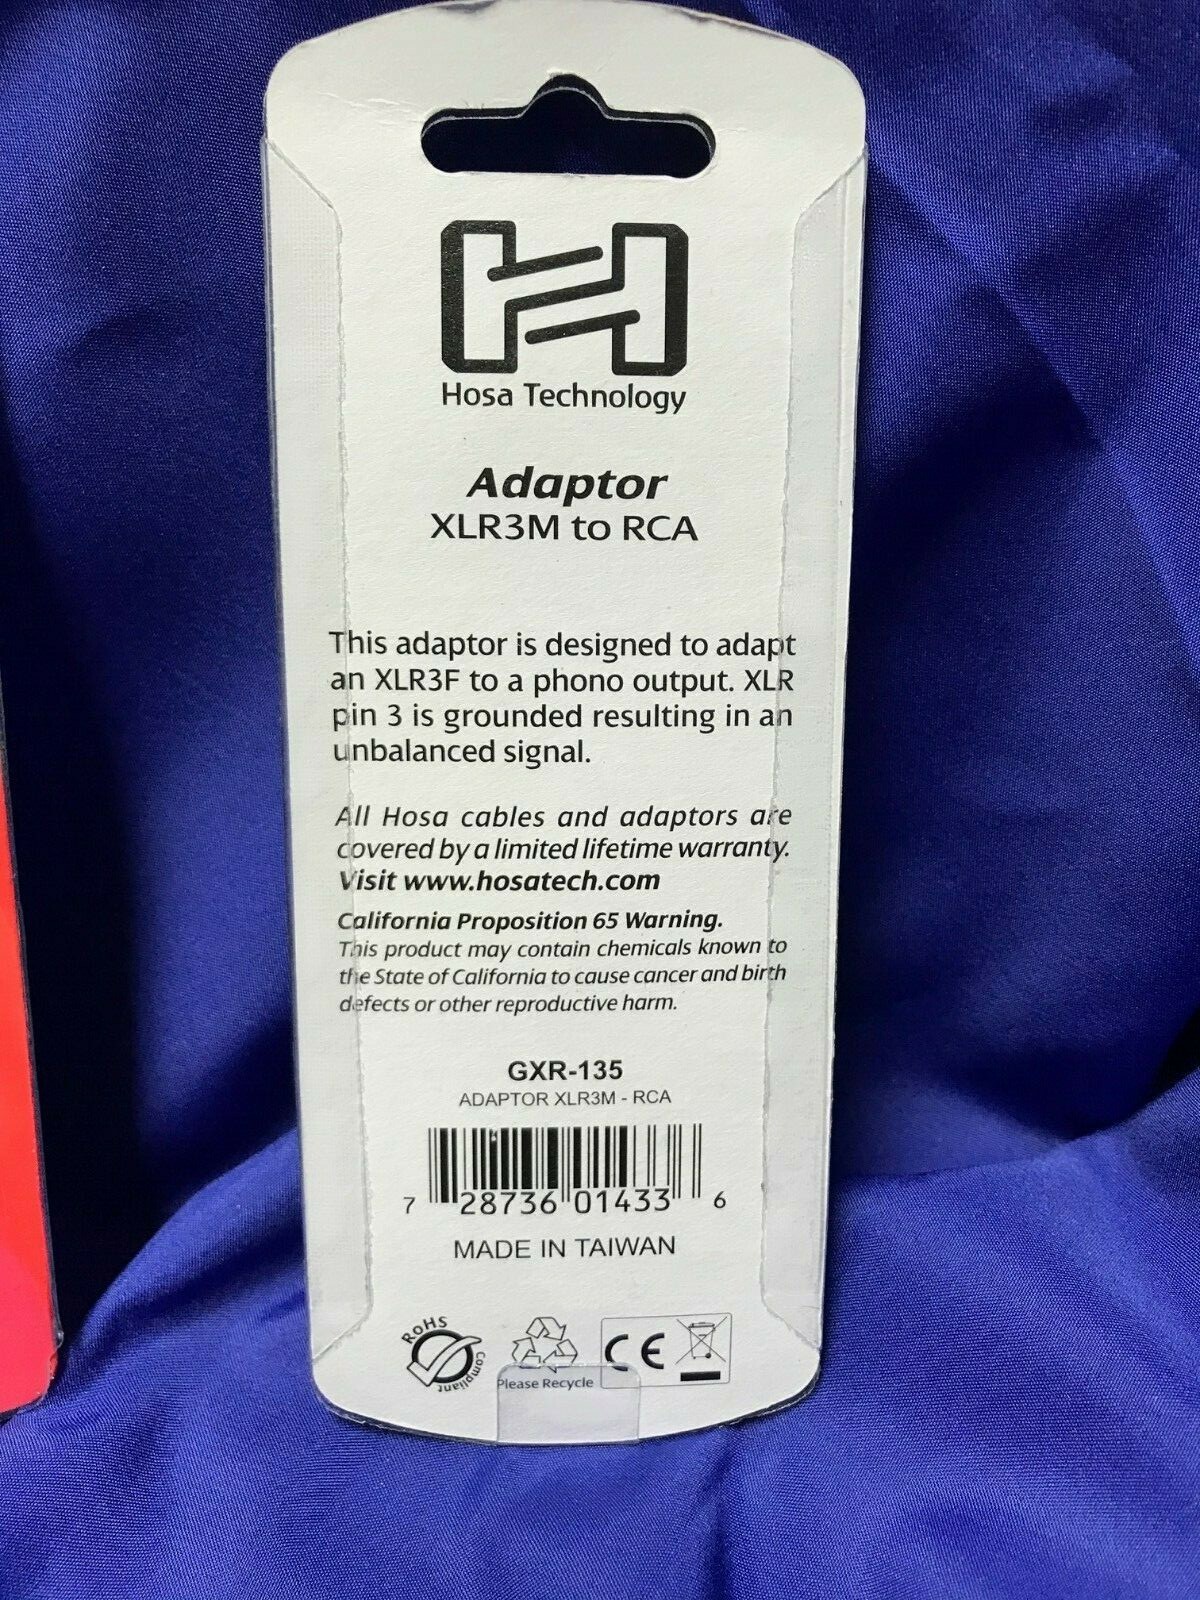 Hosa Technology
Adaptor
XLR3M to RCA
This adaptor is designed to adapt
an XLR3F to a phono output. XLR
pin 3 is grounded resulting in an
unbalanced signal.
All Hosa cables and adaptors are
covered by a limited lifetime warranty.
Visit www.hosatech.com
California Proposition 65 Warning.
This product may contain chemicals known to
the State of California to cause cancer and birth
defects or other reproductive harm.
GXR-135
ADAPTOR XLR3M - RCA
7 28736 01433 6
MADE IN TAIWAN
RoHS
Compliant
Please Recycle
CE